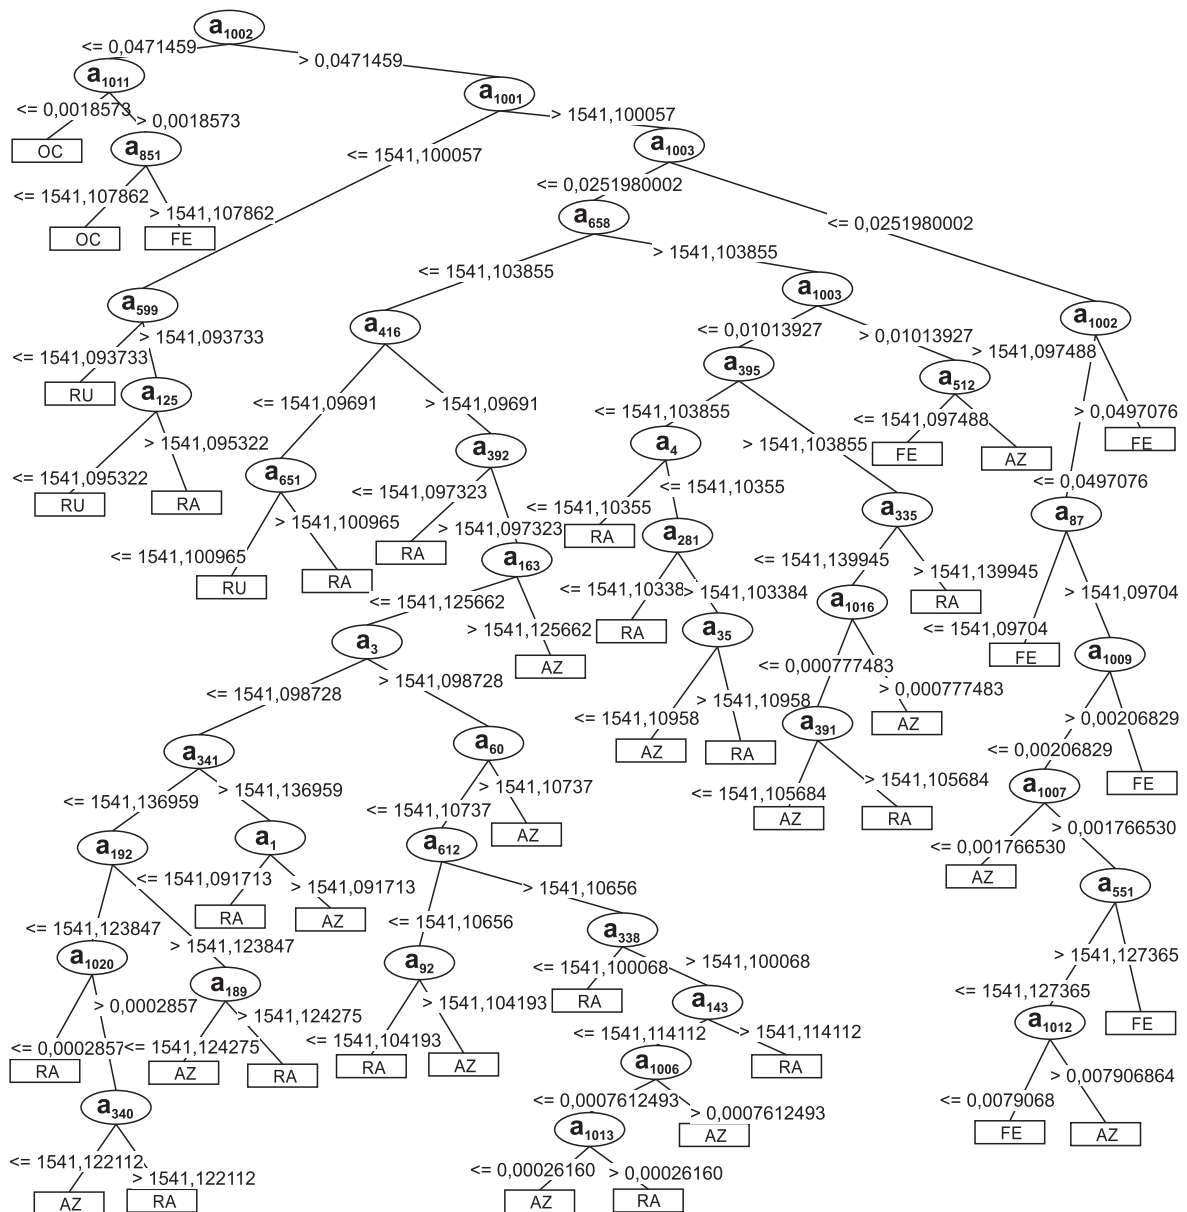 a1002
<= 0,0471459
> 0,0471459
a1011
a1001
<= 0,0018573
> 0,0018573
> 1541,100057
OC
a851
<= 1541,100057
a1003
<= 1541,107862
> 1541,107862
<= 0,0251980002
OC
FE
a658
<= 0,0251980002
<= 1541,103855
> 1541,103855
a599
a416
a1003
a1002
<= 1541,093733
> 1541,093733
<= 0,01013927
> 0,01013927
> 1541,097488
RU
a125
a395
a512
<= 1541,09691
> 1541,09691
<= 1541,103855
<= 1541,097488
> 0,0497076
> 1541,095322
a392
a4
> 1541,103855
FE
AZ
FE
<= 1541,095322
a651
<= 1541,097323
<= 1541,10355
<= 0,0497076
RU
RA
<= 1541,10355
a335
a87
> 1541,100965
> 1541,097323
RA
a281
<= 1541,100965
RA
a163
<= 1541,139945
> 1541,139945
RU
RA
<= 1541,10338
> 1541,103384
a1016
RA
> 1541,09704
<= 1541,125662
> 1541,125662
RA
a35
<= 1541,09704
a3
AZ
<= 0,000777483
> 0,000777483
FE
a1009
<= 1541,098728
> 1541,098728
<= 1541,10958
> 1541,10958
a391
AZ
> 0,00206829
a341
a60
AZ
RA
<= 0,00206829
FE
<= 1541,136959
> 1541,136959
<= 1541,10737
> 1541,10737
<= 1541,105684
> 1541,105684
a1007
a192
a1
a612
AZ
AZ
RA
<= 0,001766530
> 0,001766530
<= 1541,091713
> 1541,091713
> 1541,10656
AZ
a551
RA
AZ
<= 1541,10656
<= 1541,123847
> 1541,123847
a338
> 1541,127365
a1020
a189
a92
<= 1541,100068
> 1541,100068
<= 1541,127365
FE
> 0,0002857
> 1541,124275
> 1541,104193
RA
a143
a1012
<= 0,0002857
<= 1541,124275
<= 1541,104193
<= 1541,114112
> 1541,114112
RA
AZ
RA
RA
AZ
a1006
RA
<= 0,0079068
> 0,007906864
a340
<= 0,0007612493
> 0,0007612493
FE
AZ
a1013
AZ
<= 1541,122112
> 1541,122112
<= 0,00026160
> 0,00026160
AZ
RA
AZ
RA